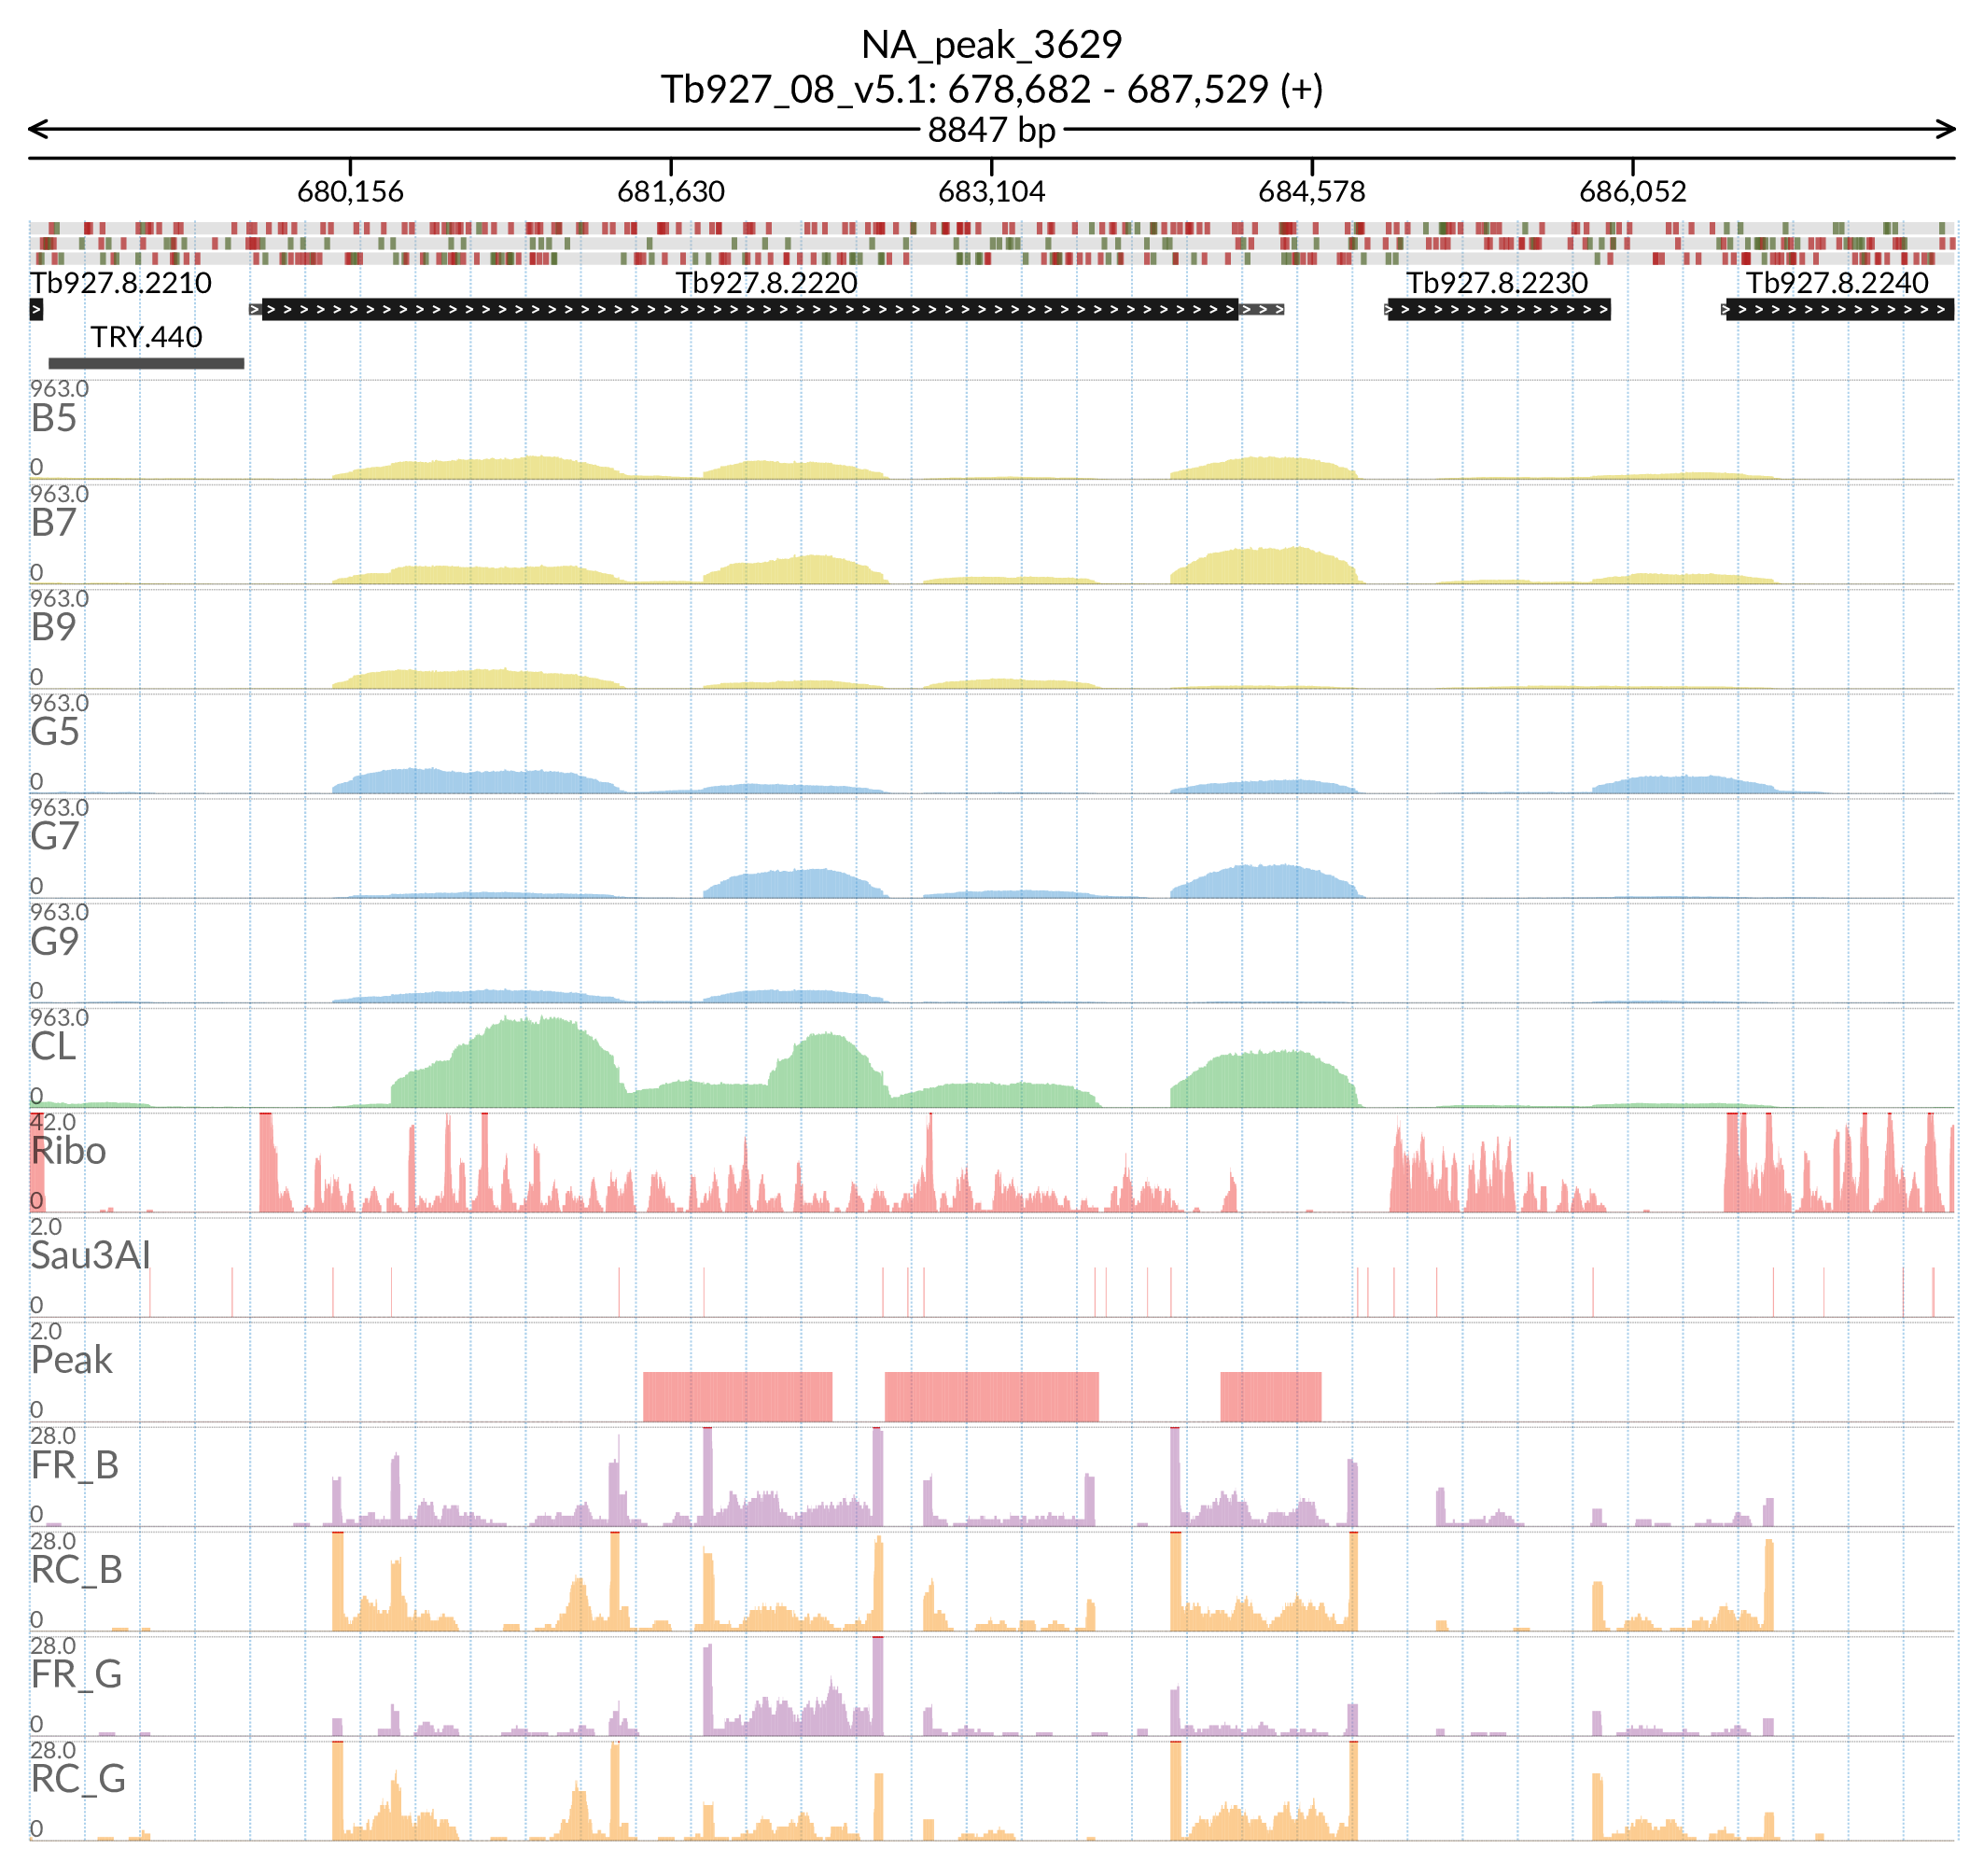 NA_peak_3629
Tb927_08_v5.1: 678,682 - 687,529 (+)
8847 bp
680,156 681,630 683,104 684,578 686,052
Tb927.8.2210 Tb927.8.2220 Tb927.8.2230 Tb927.8.2240
TRY.440
963.0
B5
0
963.0
B7
0
963.0
B9
0
963.0
G5
0
963.0
G7
0
963.0
G9
0
963.0
CL
0
42.0
Ribo
0
2.0
Sau3AI
0
2.0
Peak
0
28.0
FR_B
0
28.0
RC_B
0
28.0
FR_G
0
28.0
RC_G
0